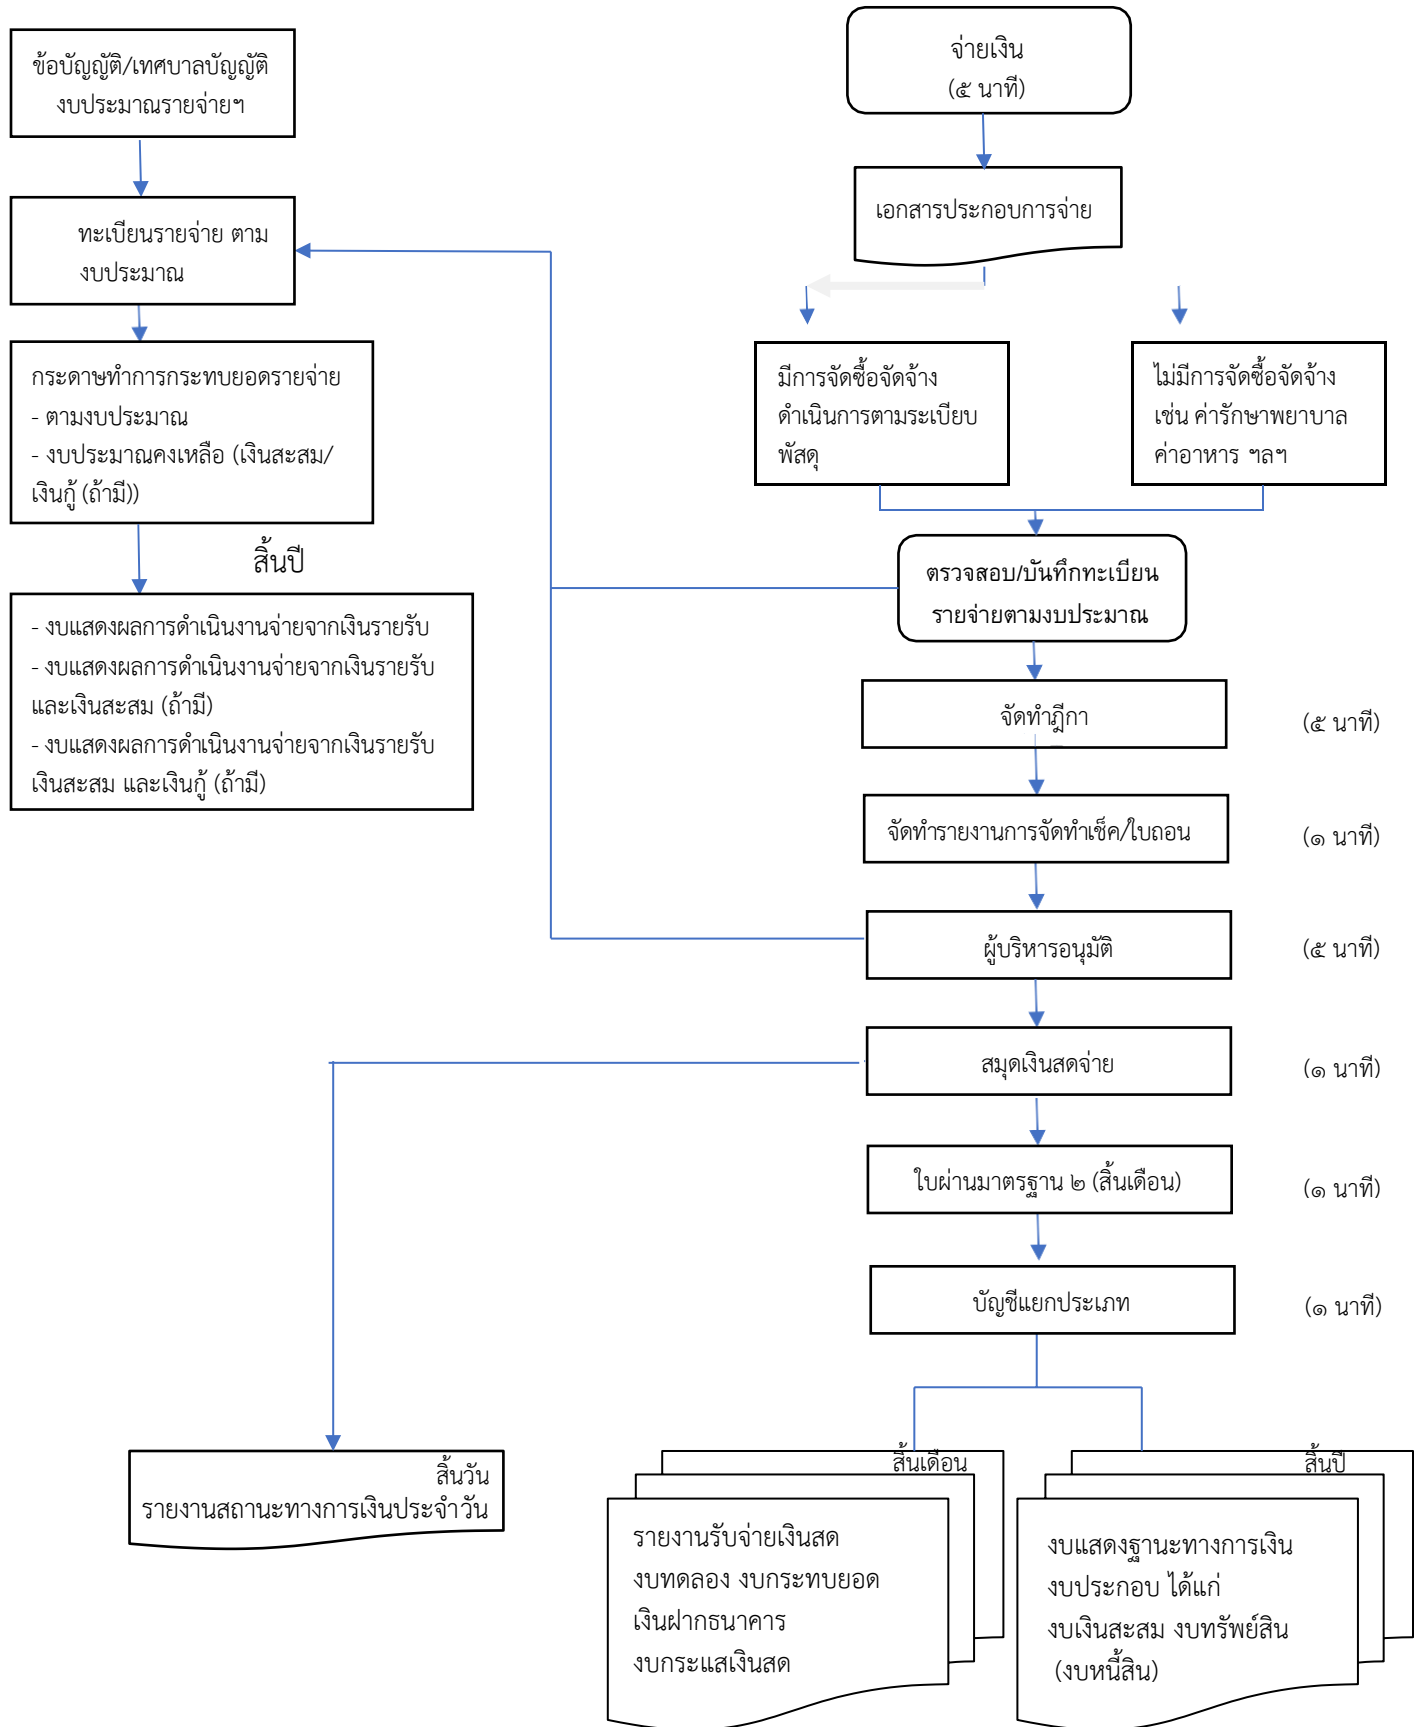 ข้อบัญญัติ/เทศบาลบัญญัติ
งบประมาณรายจ่ายฯ
ทะเบียนรายจ่าย ตาม
งบประมาณ
กระดาษทำการกระทบยอดรายจ่าย
- ตามงบประมาณ
- งบประมาณคงเหลือ (เงินสะสม/
เงินกู้ (ถ้ามี))
สิ้นปี
- งบแสดงผลการดำเนินงานจ่ายจากเงินรายรับ
- งบแสดงผลการดำเนินงานจ่ายจากเงินรายรับ
และเงินสะสม (ถ้ามี)
- งบแสดงผลการดำเนินงานจ่ายจากเงินรายรับ
เงินสะสม และเงินกู้ (ถ้ามี)
จ่ายเงิน
(๕ นาที)
เอกสารประกอบการจ่าย
มีการจัดซื้อจัดจ้าง
ดำเนินการตามระเบียบ
พัสดุ
ไม่มีการจัดซื้อจัดจ้าง
เช่น ค่ารักษาพยาบาล
ค่าอาหาร ฯลฯ
ตรวจสอบ/บันทึกทะเบียน
รายจ่ายตามงบประมาณ
จัดทำฎีกา
(๕ นาที)
จัดทำรายงานการจัดทำเช็ค/ใบถอน
(๑ นาที)
ผู้บริหารอนุมัติ
(๕ นาที)
สมุดเงินสดจ่าย
(๑ นาที)
ใบผ่านมาตรฐาน ๒ (สิ้นเดือน)
(๑ นาที)
บัญชีแยกประเภท
(๑ นาที)
สิ้นวัน
รายงานสถานะทางการเงินประจำวัน
สิ้นเดือน
รายงานรับจ่ายเงินสด
งบทดลอง งบกระทบยอด
เงินฝากธนาคาร
งบกระแสเงินสด
สิ้นปี
งบแสดงฐานะทางการเงิน
งบประกอบ ได้แก่
งบเงินสะสม งบทรัพย์สิน
(งบหนี้สิน)